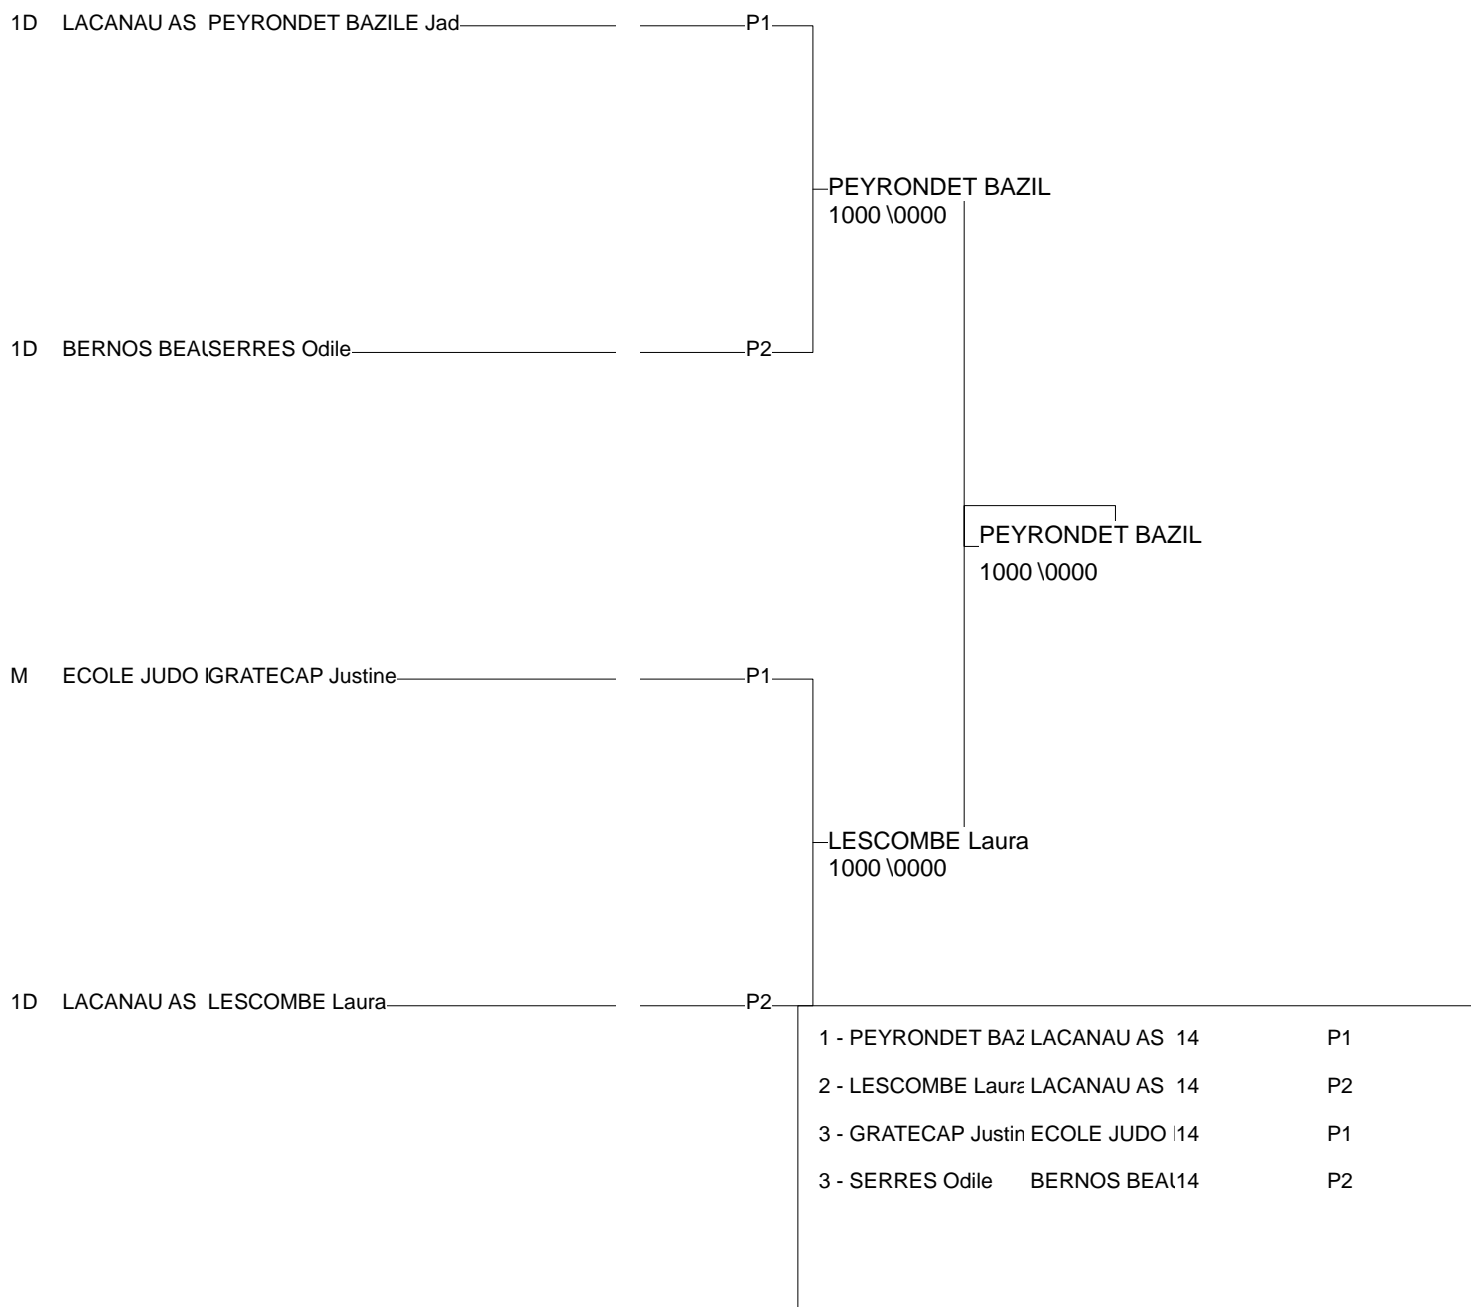 1D LACANAU AS PEYRONDET BAZILE Jad P1
PEYRONDET BAZIL
1000 \0000
1D BERNOS BEAU SERRES Odile P2
PEYRONDET BAZIL
1000 \0000
M ECOLE JUDO GRATECAP Justine P1
LESCOMBE Laura
1000 \0000
1D LACANAU AS LESCOMBE Laura P2
1 - PEYRONDET BAZ LACANAU AS 14 P1
2 - LESCOMBE Laura LACANAU AS 14 P2
3 - GRATECAP Justin ECOLE JUDO 14 P1
3 - SERRES Odile BERNOS BEAU 14 P2